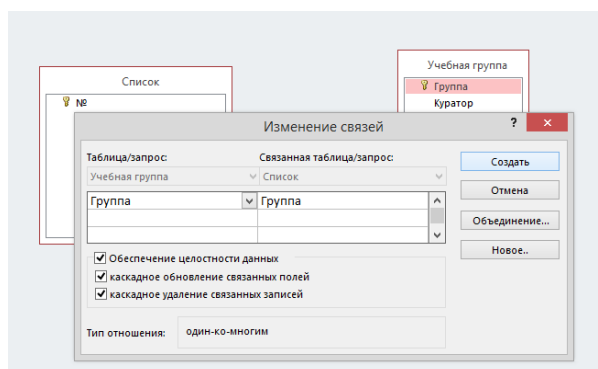 Учебная группа
Группа
Куратор
Список
№
Изменение связей
? ×
Таблица/запрос: Связанная таблица/запрос:
Учебная группа Список
Группа Группа
Создать
Отмена
Объединение...
Новое..
Обеспечение целостности данных
каскадное обновление связанных полей
каскадное удаление связанных записей
Тип отношения: один-ко-многим